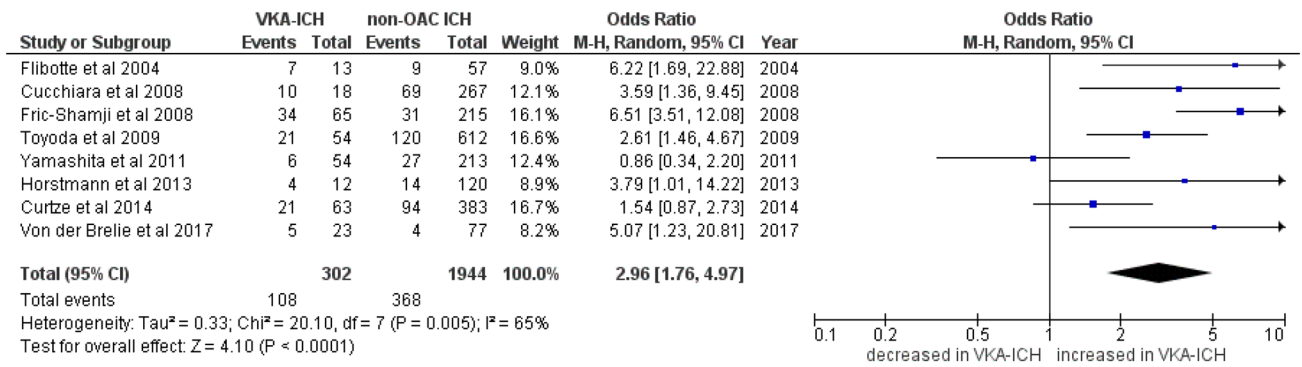 VKA-ICH non-OAC ICH Odds Ratio Odds Ratio
Study or Subgroup Events Total Events Total Weight M-H, Random, 95% CI Year M-H, Random, 95% CI
Flibotte et al 2004 7 13 9 57 9.0% 6.22 [1.69, 22.88] 2004
Cucchiara et al 2008 10 18 69 267 12.1% 3.59 [1.36, 9.45] 2008
Fric-Shamji et al 2008 34 65 31 215 16.1% 6.51 [3.51, 12.08] 2008
Toyoda et al 2009 21 54 120 612 16.6% 2.61 [1.46, 4.67] 2009
Yamashita et al 2011 6 54 27 213 12.4% 0.86 [0.34, 2.20] 2011
Horstmann et al 2013 4 12 14 120 8.9% 3.79 [1.01, 14.22] 2013
Curtze et al 2014 21 63 94 383 16.7% 1.54 [0.87, 2.73] 2014
Von der Brelie et al 2017 5 23 4 77 8.2% 5.07 [1.23, 20.81] 2017
Total (95% CI) 302 1944 100.0% 2.96 [1.76, 4.97]
Total events 108 368
Heterogeneity: Tau² = 0.33; Chi² = 20.10, df = 7 (P = 0.005); I² = 65%
Test for overall effect: Z = 4.10 (P < 0.0001)
0.1 0.2 0.5 1 2 5 10
decreased in VKA-ICH increased in VKA-ICH